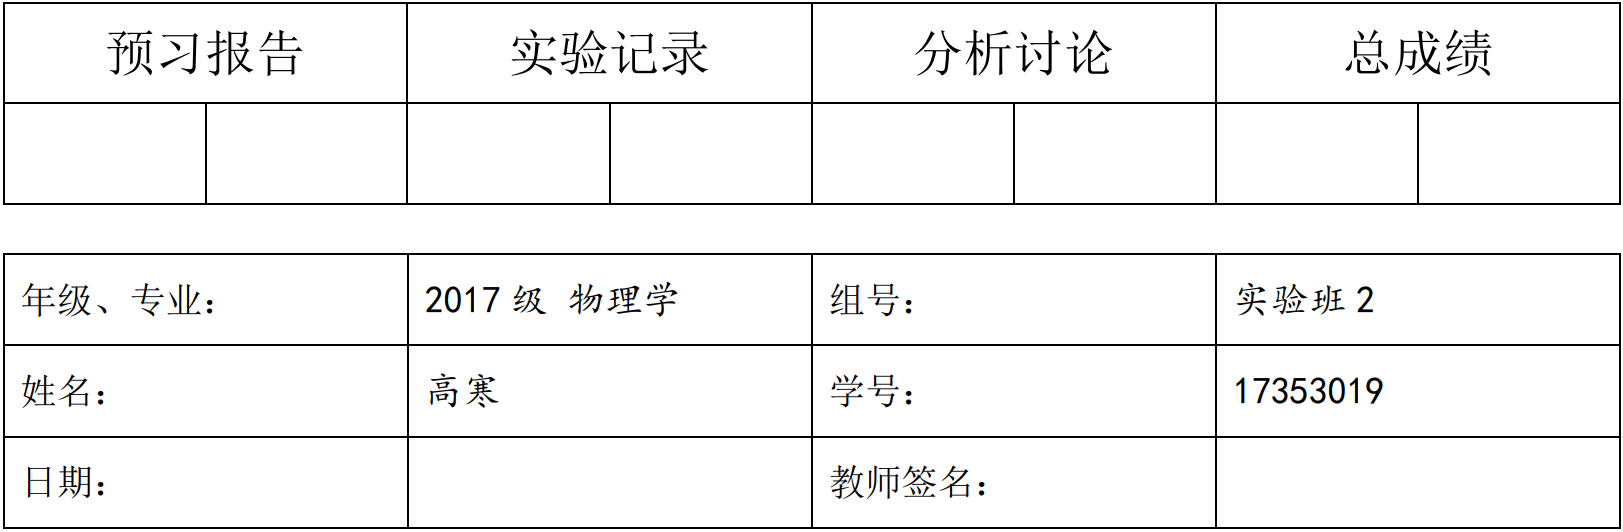 预习报告 实验记录 分析讨论 总成绩
年级、专业： 2017 级 物理学 组号： 实验班 2
姓名： 高寒 学号： 17353019
日期： 教师签名：